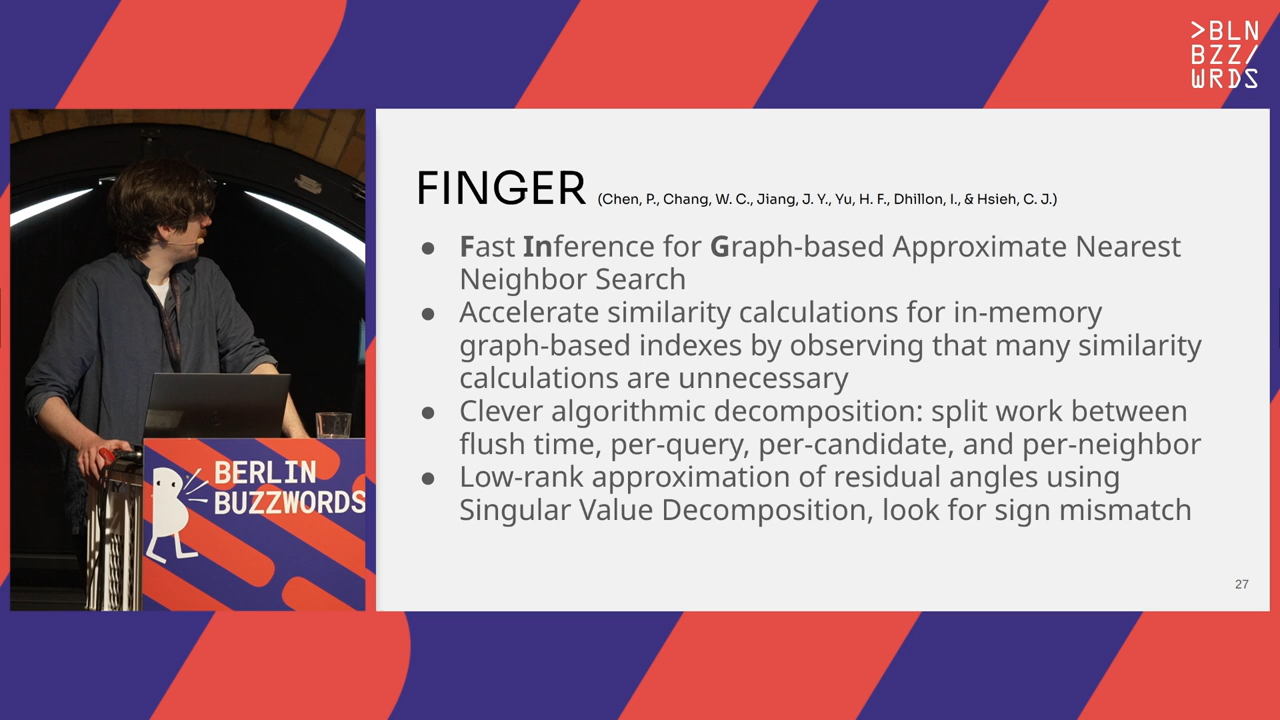 >BLN
BZZ/
WRDS
FINGER (Chen, P., Chang, W. C., Jiang, J. Y., Yu, H. F., Dhillon, I., & Hsieh, C. J.)
● Fast Inference for Graph-based Approximate Nearest
Neighbor Search
● Accelerate similarity calculations for in-memory
graph-based indexes by observing that many similarity
calculations are unnecessary
● Clever algorithmic decomposition: split work between
flush time, per-query, per-candidate, and per-neighbor
● Low-rank approximation of residual angles using
Singular Value Decomposition, look for sign mismatch
27
BERLIN
BUZZWORDS